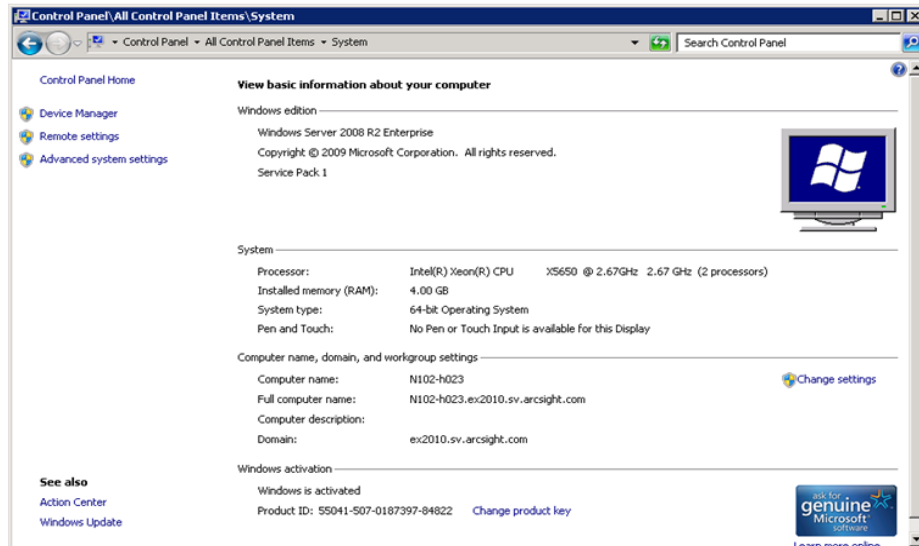 Control Panel\All Control Panel Items\System
Control Panel All Control Panel Items System
Search Control Panel
Control Panel Home
Device Manager
Remote settings
Advanced system settings
See also
Action Center
Windows Update
View basic information about your computer
Windows edition
Windows Server 2008 R2 Enterprise
Copyright © 2009 Microsoft Corporation. All rights reserved.
Service Pack 1
System
Processor: Intel(R) Xeon(R) CPU X5650 @ 2.67GHz 2.67 GHz (2 processors)
Installed memory (RAM): 4.00 GB
System type: 64-bit Operating System
Pen and Touch: No Pen or Touch Input is available for this Display
Computer name, domain, and workgroup settings
Computer name: N102-h023
Change settings
Full computer name: N102-h023.ex2010.sv.arcsight.com
Computer description:
Domain: ex2010.sv.arcsight.com
Windows activation
Windows is activated
Product ID: 55041-507-0187397-84822 Change product key
ask for
genuine
Microsoft
software
Learn more online